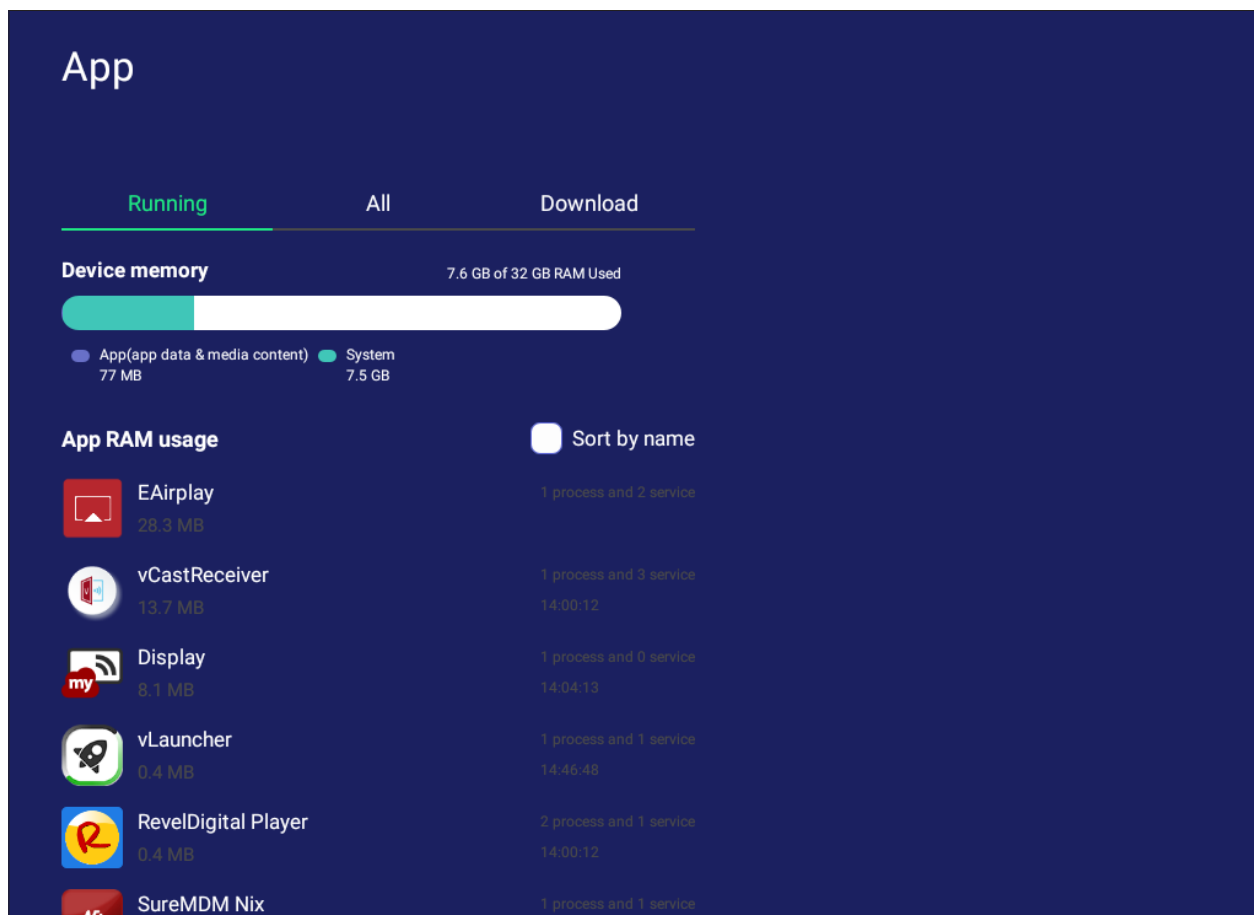 App
Running All Download
Device memory 7.6 GB of 32 GB RAM Used
App(app data & media content) System
77 MB 7.5 GB
App RAM usage Sort by name
EAirplay 1 process and 2 service
28.3 MB
vCastReceiver 1 process and 3 service
13.7 MB 14:00:12
Display 1 process and 0 service
my
8.1 MB 14:04:13
vLauncher 1 process and 1 service
0.4 MB 14:46:48
RevelDigital Player 2 process and 1 service
R
0.4 MB 14:00:12
SureMDM Nix 1 process and 1 service